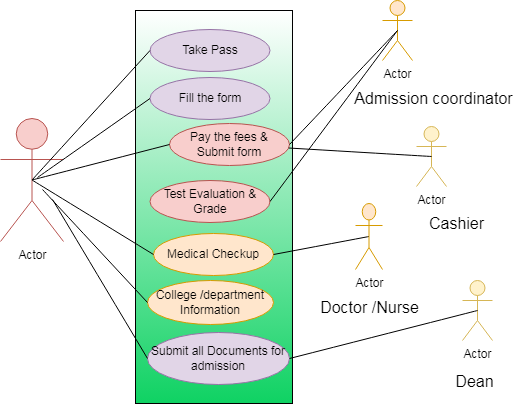 Take Pass
Fill the form
Pay the fees &
Submit form
Test Evaluation &
Grade
Medical Checkup
College /department
Information
Submit all Documents for
admission
Actor
Actor
Admission coordinator
Actor
Cashier
Actor
Doctor /Nurse
Actor
Dean